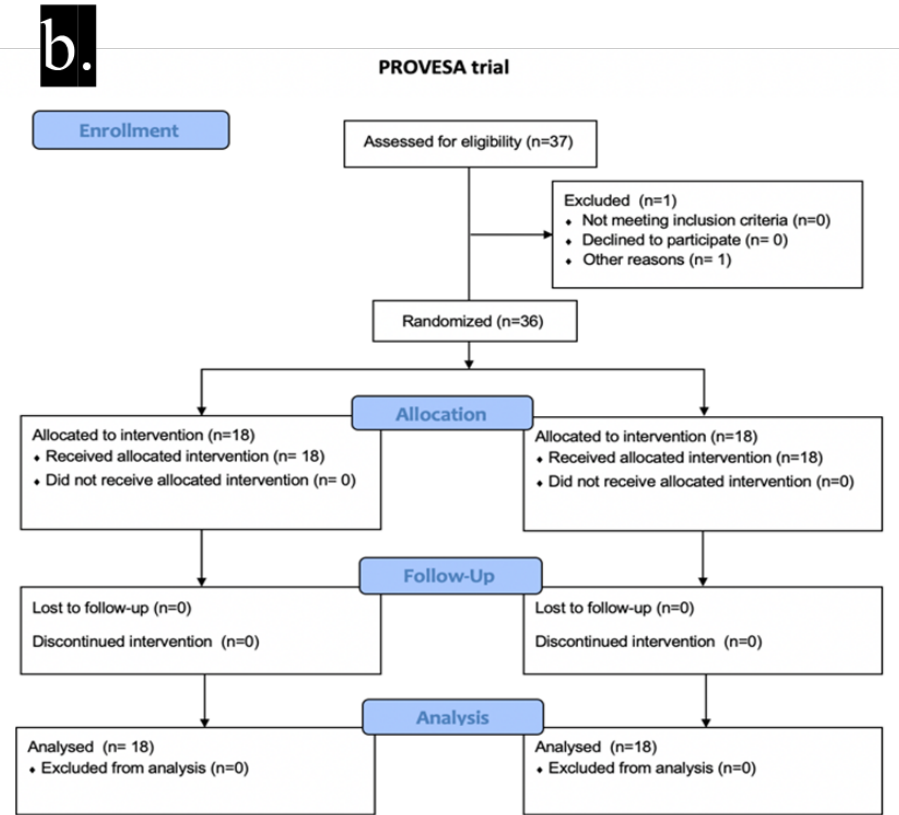 b.
PROVESA trial
Enrollment
Assessed for eligibility (n=37)
Excluded (n=1)
⬧ Not meeting inclusion criteria (n=0)
⬧ Declined to participate (n= 0)
⬧ Other reasons (n= 1)
Randomized (n=36)
Allocation
Allocated to intervention (n=18)
⬧ Received allocated intervention (n= 18)
⬧ Did not receive allocated intervention (n= 0)
Allocated to intervention (n=18)
⬧ Received allocated intervention (n=18)
⬧ Did not receive allocated intervention (n=0)
Follow-Up
Lost to follow-up (n=0)
Discontinued intervention (n=0)
Lost to follow-up (n=0)
Discontinued intervention (n=0)
Analysis
Analysed (n= 18)
⬧ Excluded from analysis (n=0)
Analysed (n=18)
⬧ Excluded from analysis (n=0)